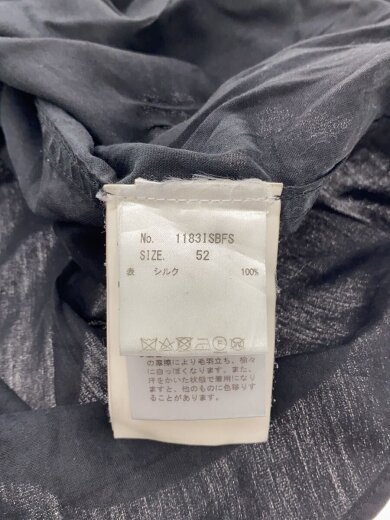 No. 1183ISBFS
SIZE. 52
表 シルク 100%
の摩擦により毛羽立ち、徐々
に白っぽくなります。また、
汗をかいた状態で着用になり
ますと、他のものに色移りす
ることがあります。